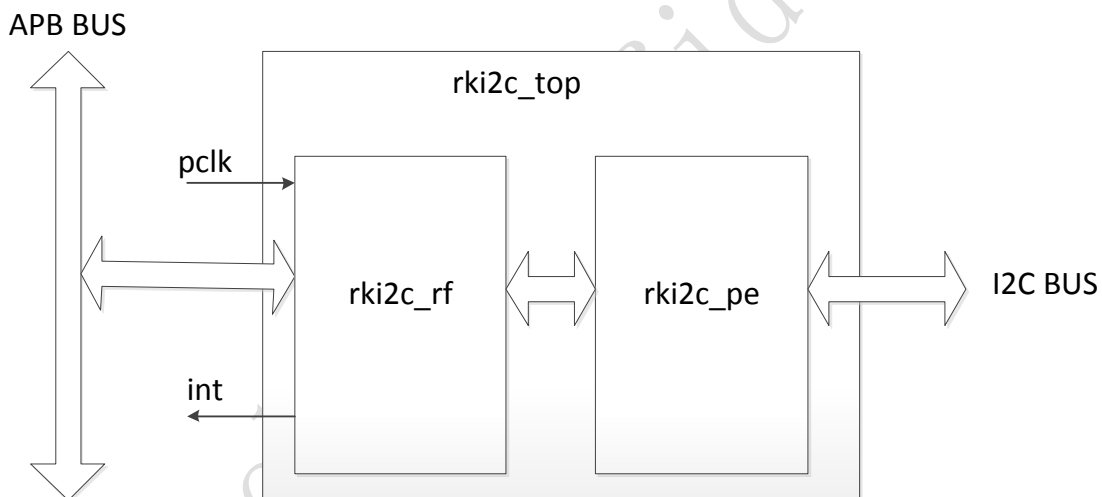 APB BUS
rki2c_top
pclk
rki2c_rf
rki2c_pe
I2C BUS
int